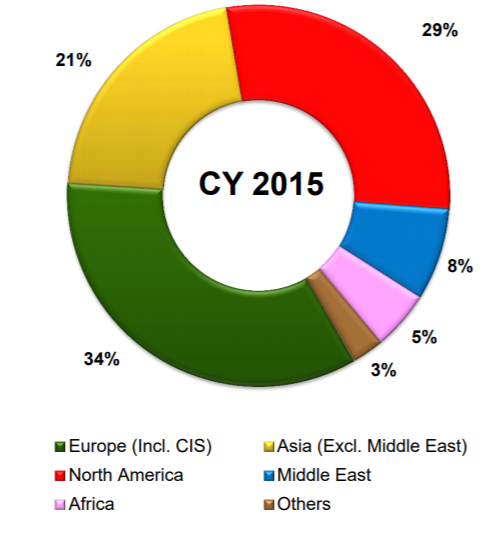 29%
21%
CY 2015
8%
5%
34%
3%
Europe (Incl. CIS) Asia (Excl. Middle East)
North America Middle East
Africa Others